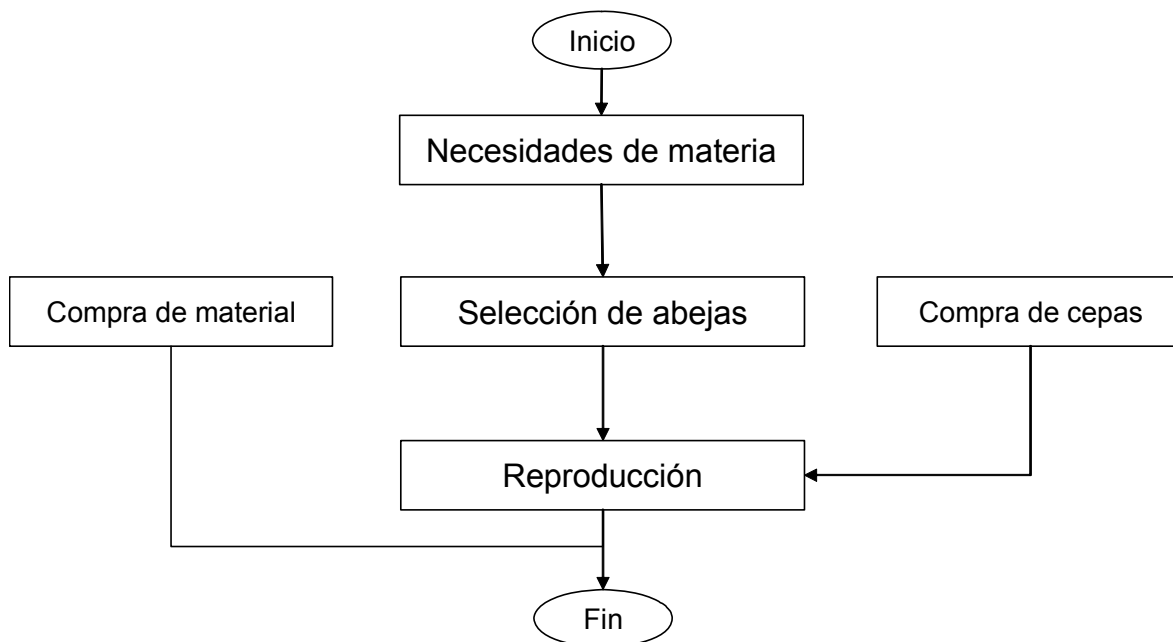 Inicio
Necesidades de materia
Compra de material
Selección de abejas
Compra de cepas
Reproducción
Fin